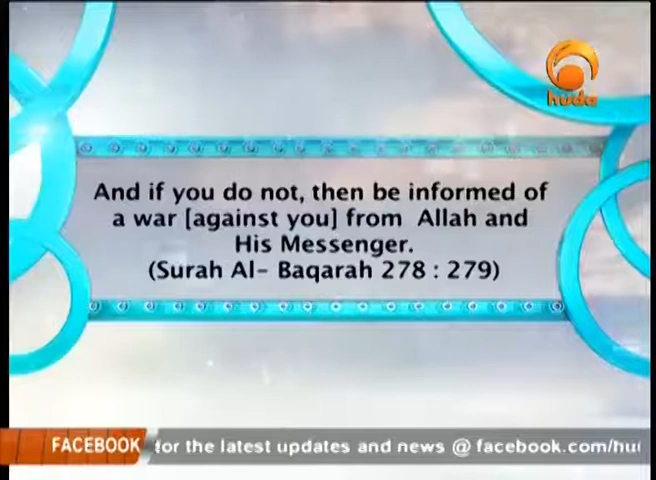 huda
And if you do not, then be informed of
a war [against you] from Allah and
His Messenger.
(Surah Al- Baqarah 278 : 279)
FACEBOOK for the latest updates and news @ facebook.com/hu